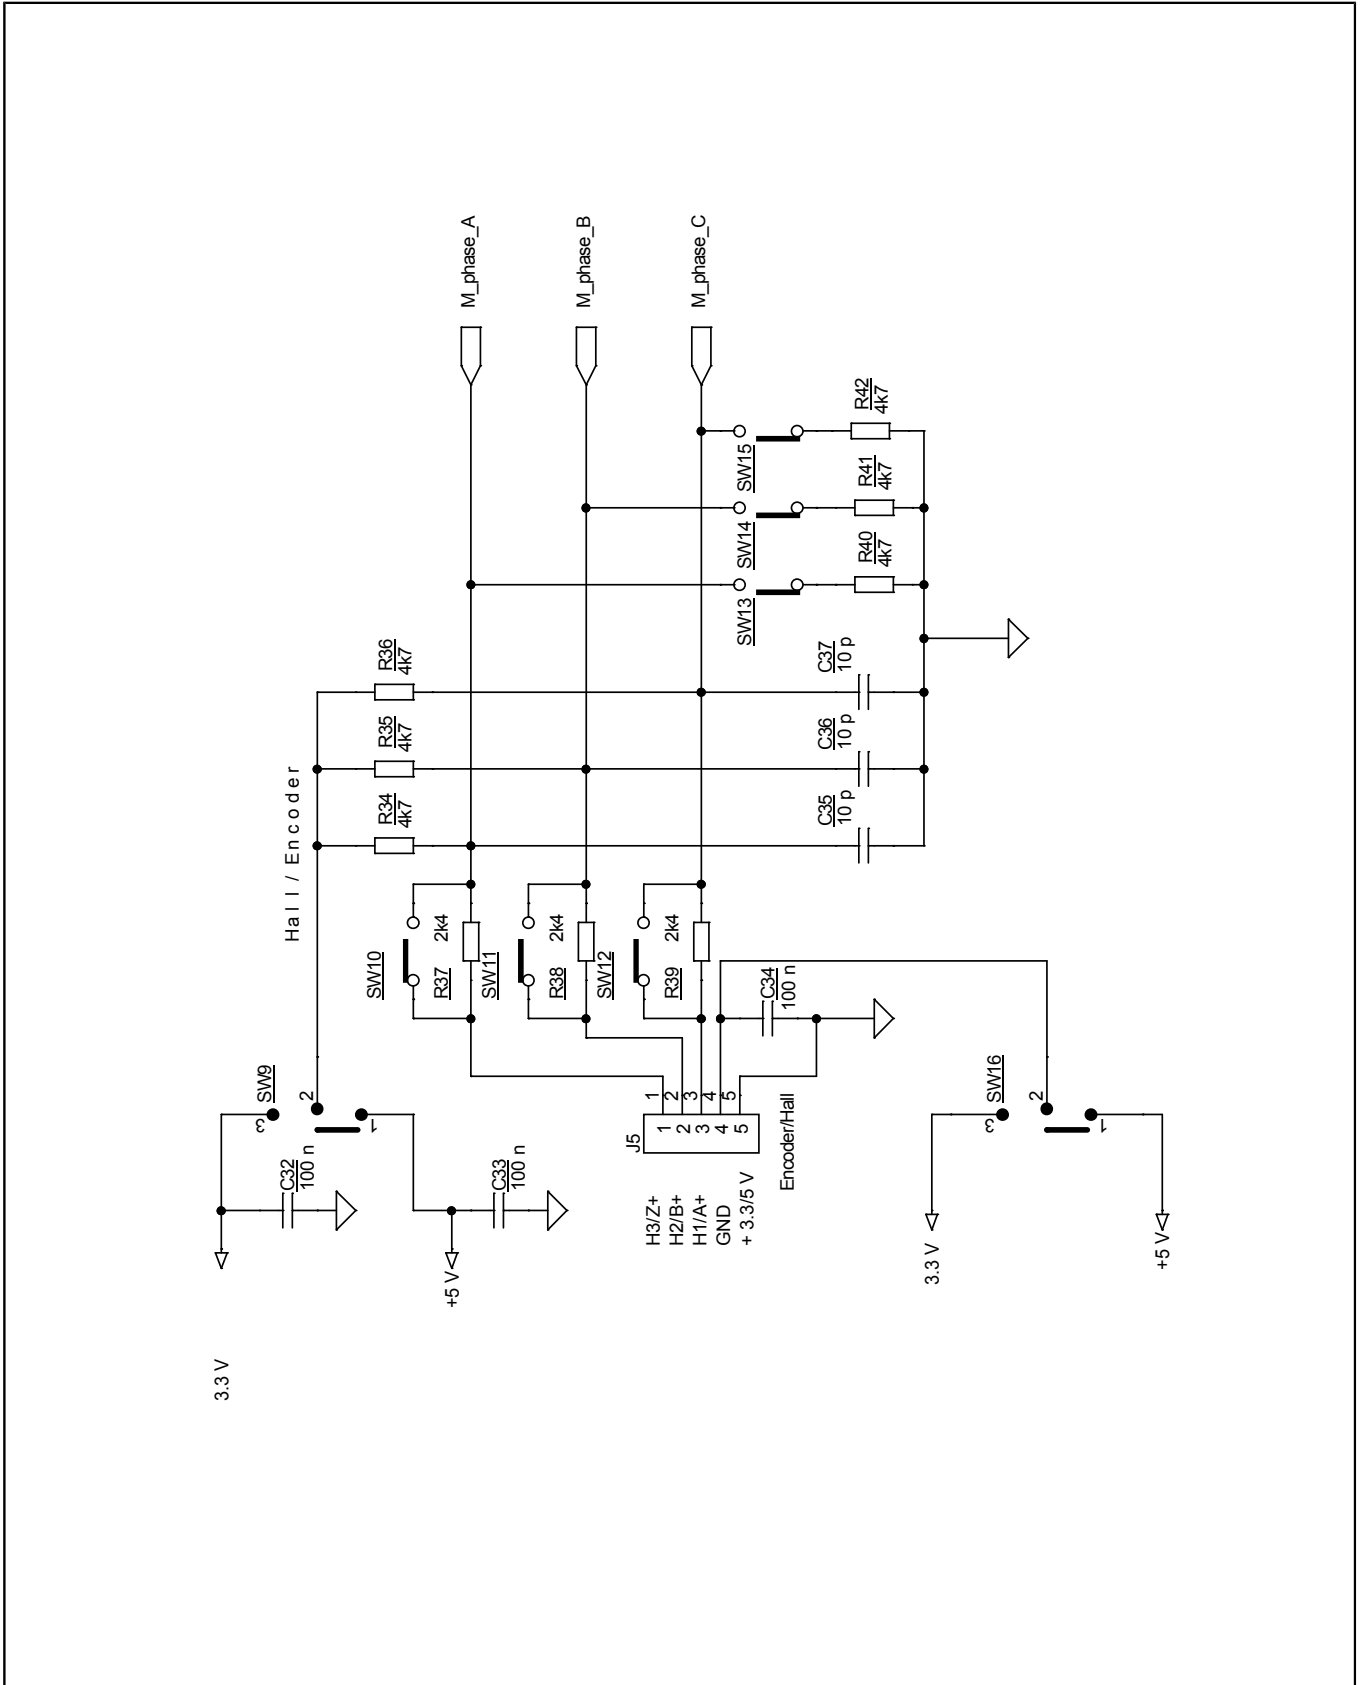 M_phase_A
M_phase_B
M_phase_C
R42
4k7
R41
4k7
R40
4k7
SW15
SW14
SW13
R36
4k7
R35
4k7
R34
4k7
Hall / Encoder
C37
10 p
C36
10 p
C35
10 p
SW10
R37
2k4
SW11
R38
2k4
SW12
R39
2k4
C34
100 n
SW9
3
2
1
C32
100 n
C33
100 n
3.3 V
+5 V
J5
1
2
3
4
5
1
2
3
4
5
H3/Z+
H2/B+
H1/A+
GND
+ 3.3/5 V
Encoder/Hall
SW16
3
2
1
3.3 V
+5 V